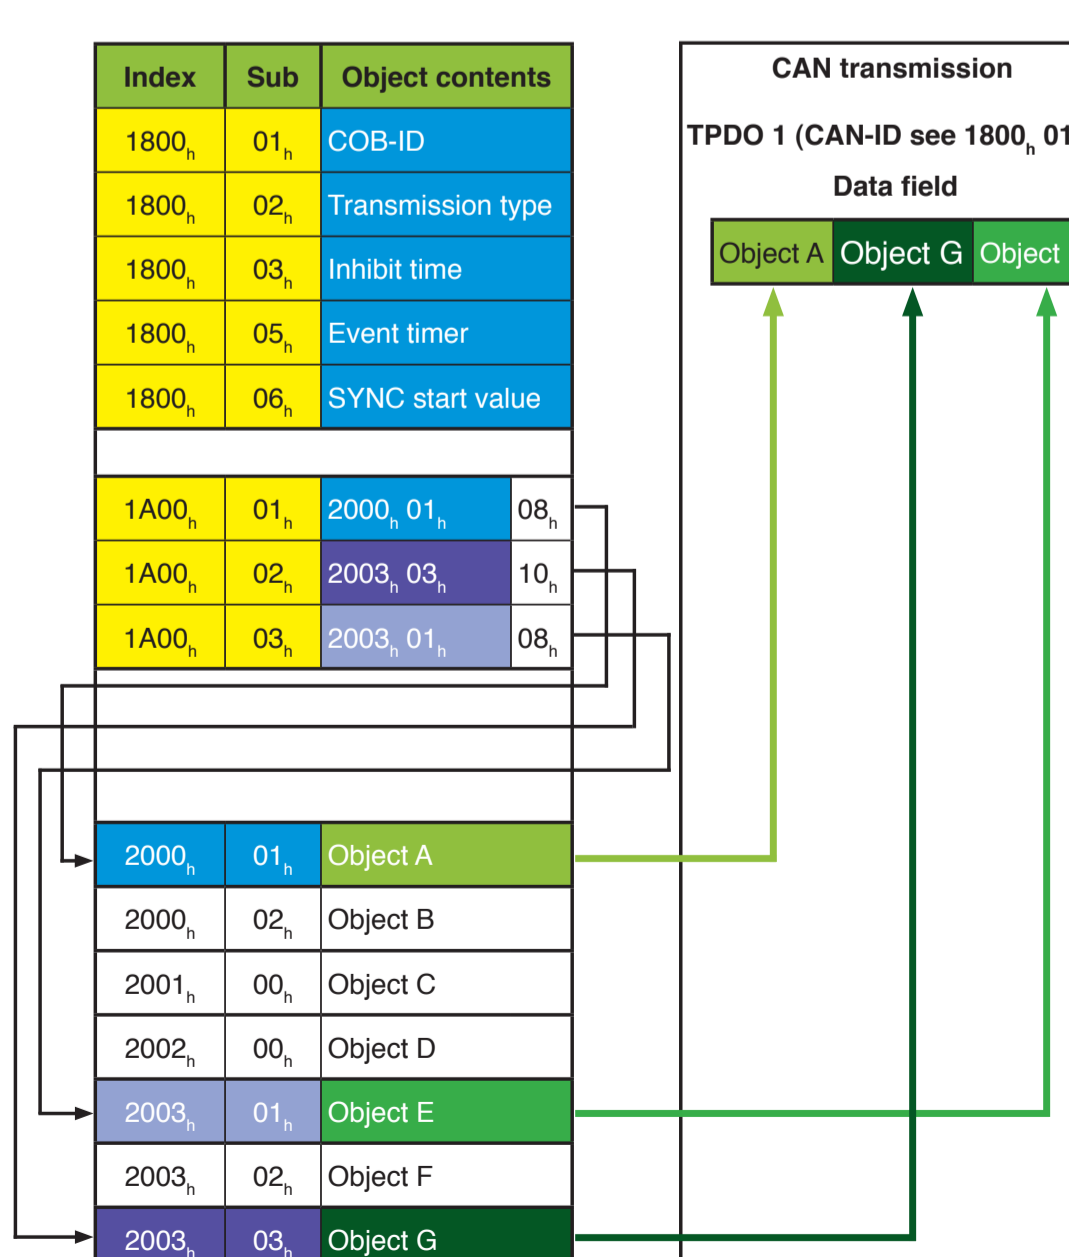 Index Sub Object contents
1800h 01h COB-ID
1800h 02h Transmission type
1800h 03h Inhibit time
1800h 05h Event timer
1800h 06h SYNC start value
1A00h 01h 2000h 01h 08h
1A00h 02h 2003h 03h 10h
1A00h 03h 2003h 01h 08h
2000h 01h Object A
2000h 02h Object B
2001h 00h Object C
2002h 00h Object D
2003h 01h Object E
2003h 02h Object F
2003h 03h Object G
CAN transmission
TPDO 1 (CAN-ID see 1800h 01
Data field
Object A Object G Object